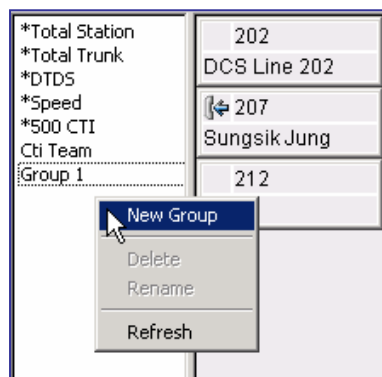 *Total Station
*Total Trunk
*DTDS
*Speed
*500 CTI
Cti Team
Group 1
202
DCS Line 202
207
Sungsik Jung
212
New Group
Delete
Rename
Refresh